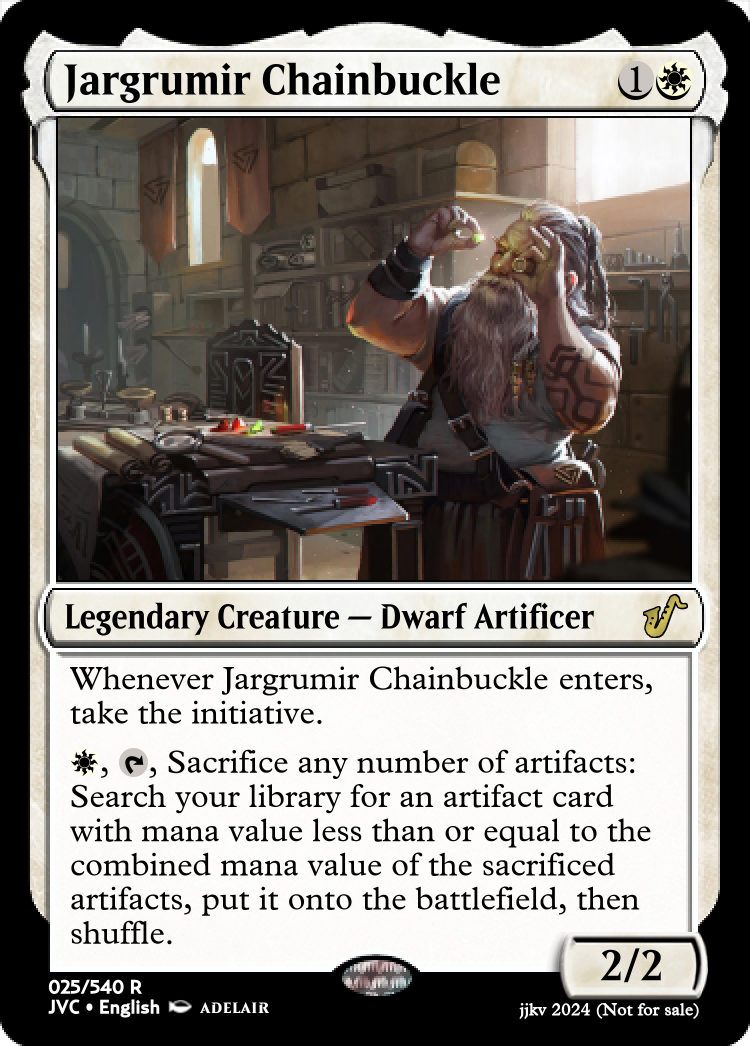 Jargrumir Chainbuckle 1
Legendary Creature — Dwarf Artificer
Whenever Jargrumir Chainbuckle enters,
take the initiative.
, , Sacrifice any number of artifacts:
Search your library for an artifact card
with mana value less than or equal to the
combined mana value of the sacrificed
artifacts, put it onto the battlefield, then
shuffle.
2/2
025/540 R
JVC • English ADELAIR
jjkv 2024 (Not for sale)